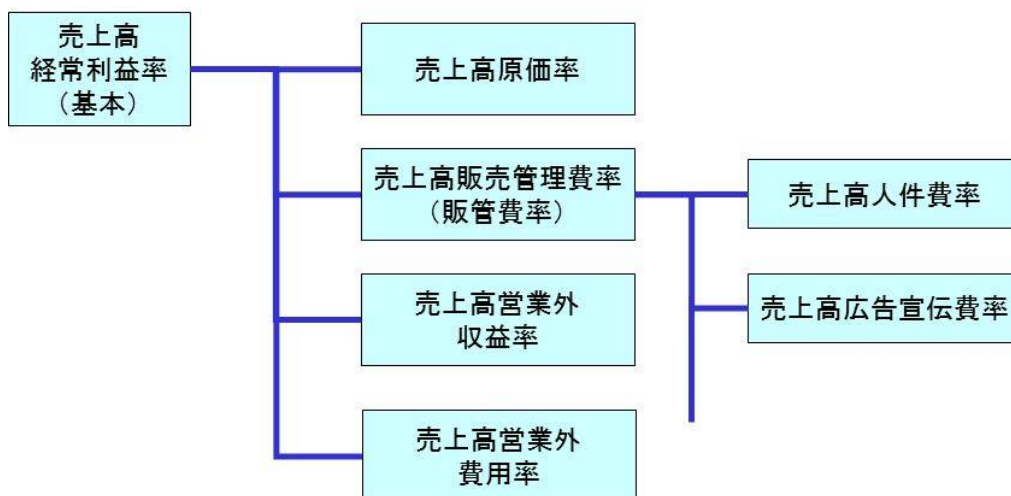 売上高
経常利益率
（基本）
売上高原価率
売上高販売管理費率
（販管費率）
売上高人件費率
売上高広告宣伝費率
売上高営業外
収益率
売上高営業外
費用率